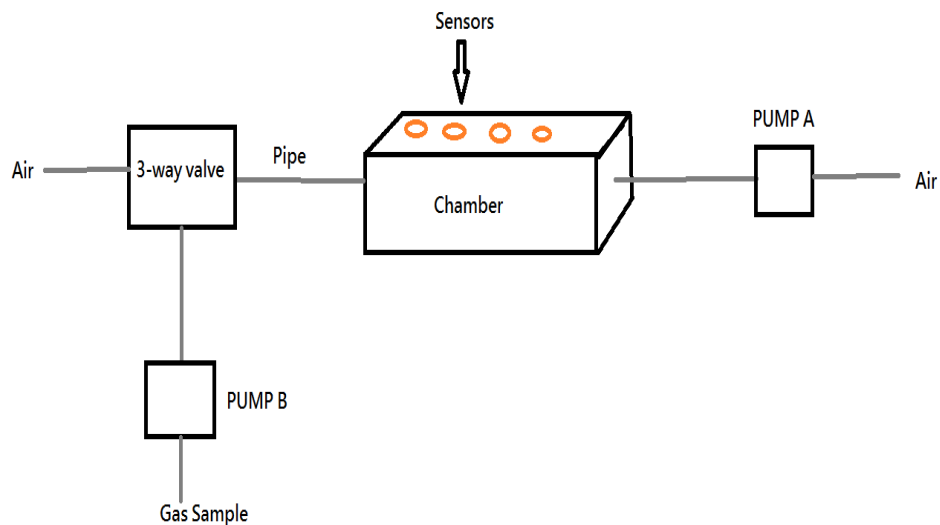 Sensors
PUMP A
Air
3-way valve
Pipe
Chamber
Air
PUMP B
Gas Sample